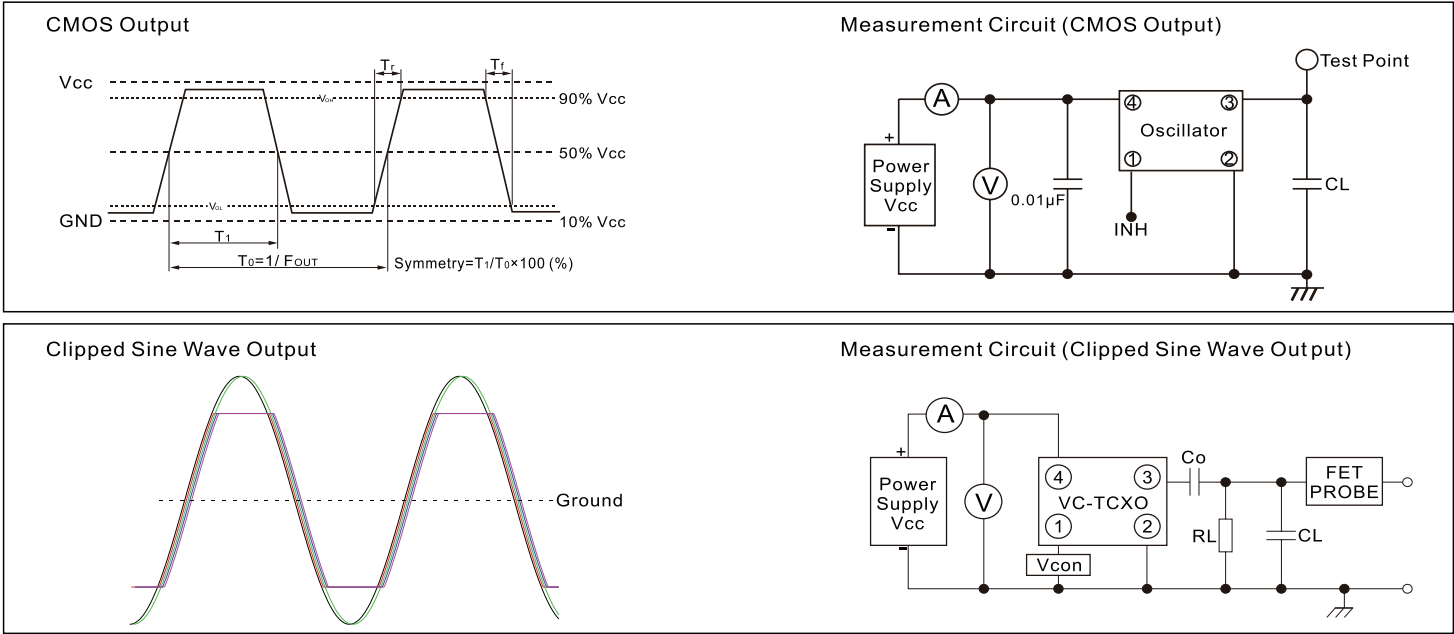 CMOS Output
Tr
Tf
Vcc
VOH
90% Vcc
50% Vcc
VOL
GND
10% Vcc
T1
T0=1/ FOUT
Symmetry=T1/T0×100 (%)
Measurement Circuit (CMOS Output)
Test Point
A
4
3
Oscillator
+
Power
Supply
Vcc
-
1
2
V
0.01μF
CL
INH
Clipped Sine Wave Output
Ground
Measurement Circuit (Clipped Sine Wave Output)
A
+
Power
Supply
Vcc
-
V
4
3
VC-TCXO
1
2
Vcon
Co
RL
CL
FET
PROBE